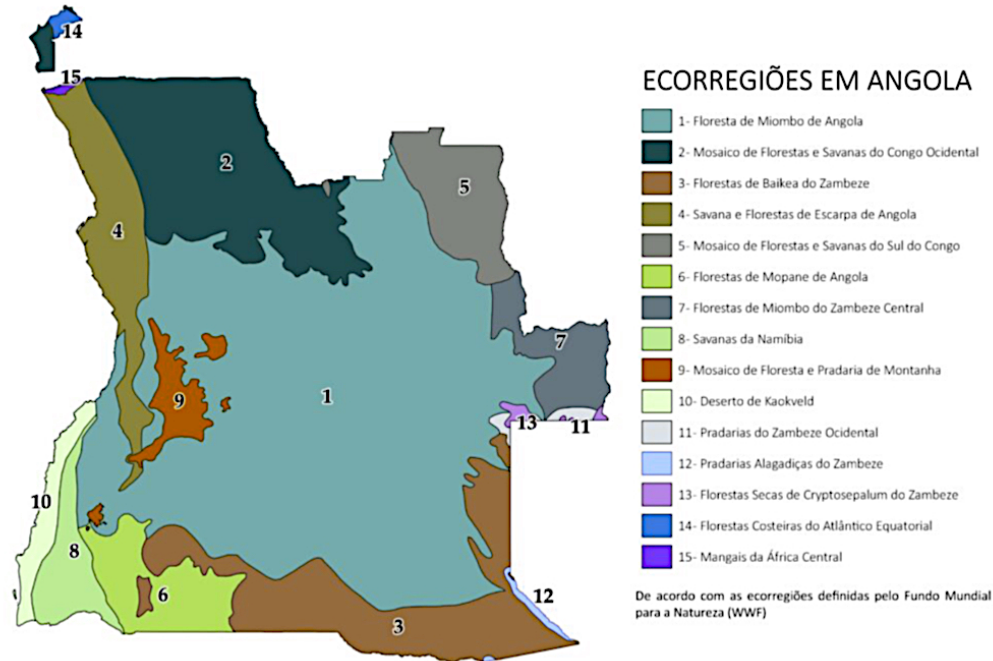 ECORREGIÕES EM ANGOLA
1- Floresta de Miombo de Angola
2- Mosaico de Florestas e Savanas do Congo Ocidental
3- Florestas de Baikea do Zambeze
4- Savana e Florestas de Escarpa de Angola
5- Mosaico de Florestas e Savanas do Sul do Congo
6- Florestas de Mopane de Angola
7- Florestas de Miombo do Zambeze Central
8- Savanas da Namíbia
9- Mosaico de Floresta e Pradaria de Montanha
10- Deserto de Kaokveld
11- Pradarias do Zambeze Ocidental
12- Pradarias Alagadiças do Zambeze
13- Florestas Secas de Cryptosepalum do Zambeze
14- Florestas Costeiras do Atlântico Equatorial
15- Mangais da África Central
De acordo com as ecorregiões definidas pelo Fundo Mundial
para a Natureza (WWF)
14
15
2
5
4
7
1
9
13
11
10
8
6
12
3